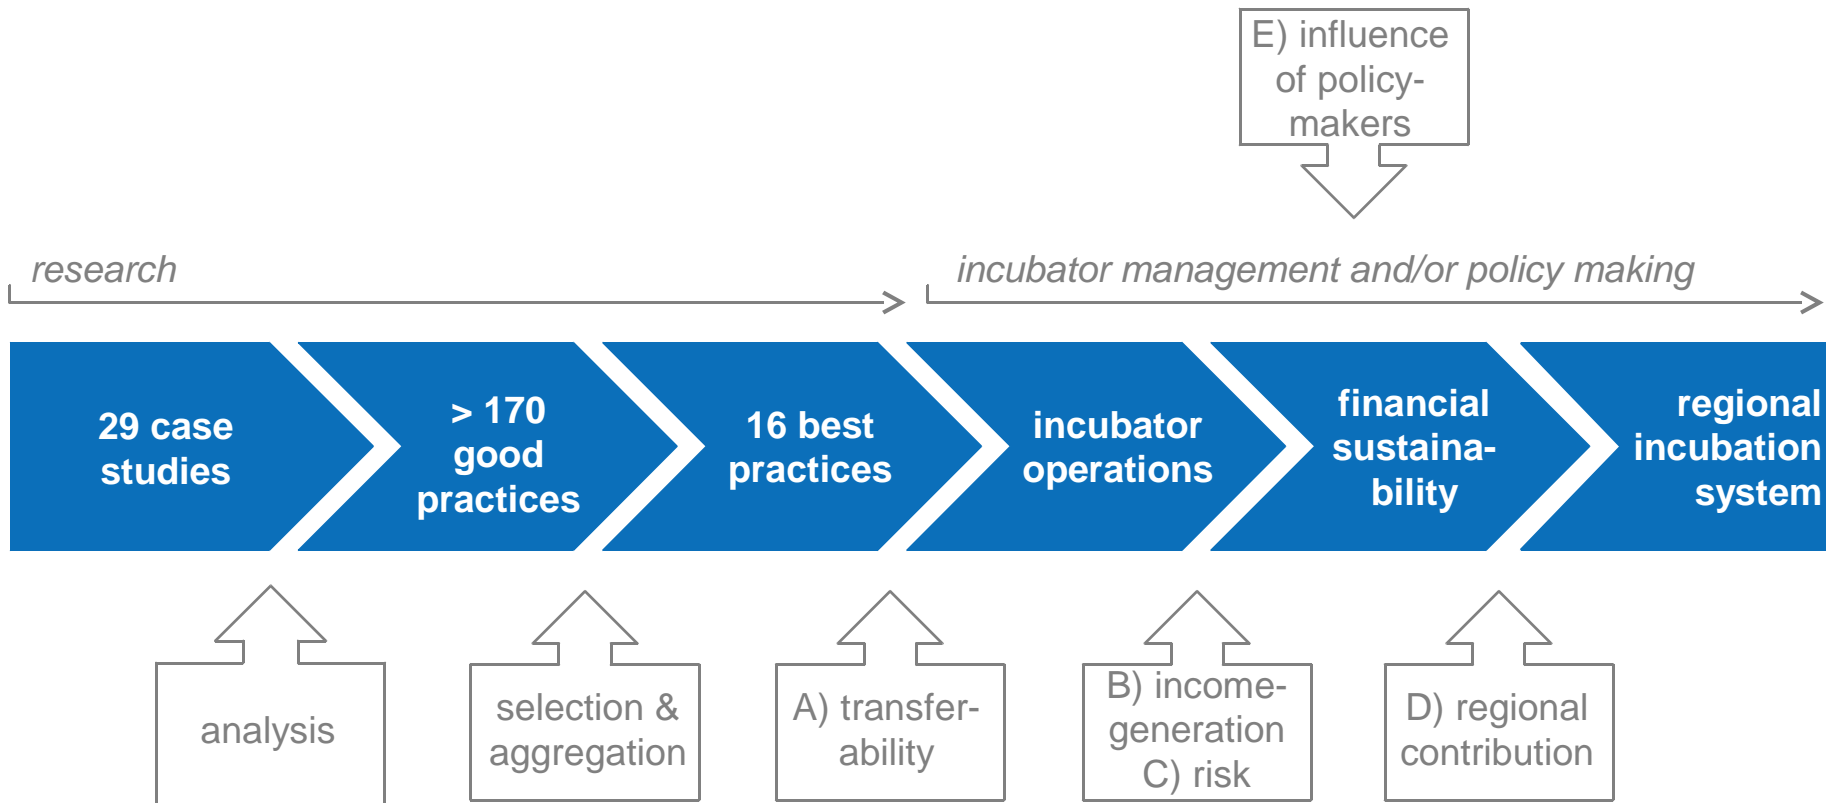 E) influence
of policy-
makers
research
incubator management and/or policy making
29 case
studies
> 170
good
practices
16 best
practices
incubator
operations
financial
sustaina-
bility
regional
incubation
system
analysis
selection &
aggregation
A) transfer-
ability
B) income-
generation
C) risk
D) regional
contribution